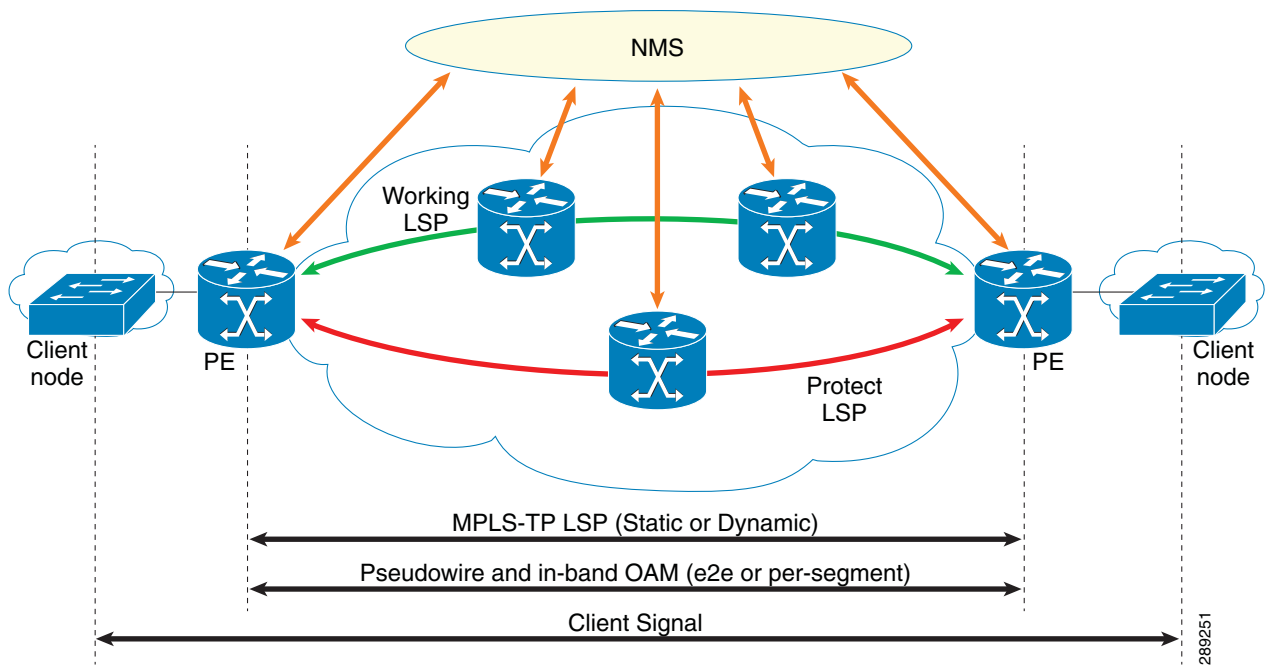 NMS
Working
LSP
Client
node
PE
Protect
LSP
PE
Client
node
MPLS-TP LSP (Static or Dynamic)
Pseudowire and in-band OAM (e2e or per-segment)
Client Signal
289251